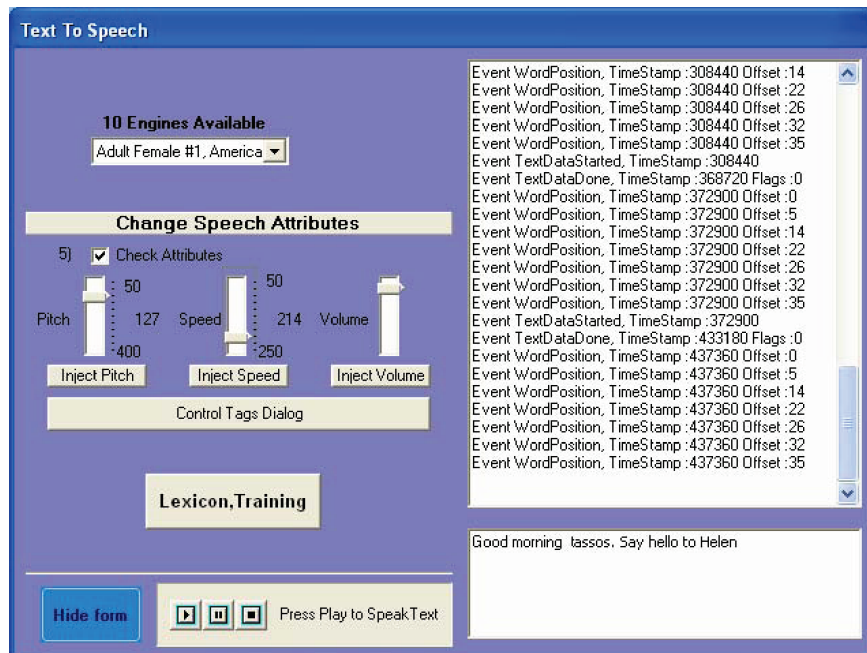 Text To Speech
10 Engines Available
Adult Female #1, America
Change Speech Attributes
5) Check Attributes
50
50
Pitch 127 Speed 214 Volume
-400
-250
Inject Pitch Inject Speed Inject Volume
Control Tags Dialog
Lexicon,Training
Hide form
Press Play to SpeakText
Event WordPosition, TimeStamp :308440 Offset :14
Event WordPosition, TimeStamp :308440 Offset :22
Event WordPosition, TimeStamp :308440 Offset :26
Event WordPosition, TimeStamp :308440 Offset :32
Event WordPosition, TimeStamp :308440 Offset :35
Event TextDataStarted, TimeStamp :308440
Event TextDataDone, TimeStamp :368720 Flags :0
Event WordPosition, TimeStamp :372900 Offset :0
Event WordPosition, TimeStamp :372900 Offset :5
Event WordPosition, TimeStamp :372900 Offset :14
Event WordPosition, TimeStamp :372900 Offset :22
Event WordPosition, TimeStamp :372900 Offset :26
Event WordPosition, TimeStamp :372900 Offset :32
Event WordPosition, TimeStamp :372900 Offset :35
Event TextDataStarted, TimeStamp :372900
Event TextDataDone, TimeStamp :433180 Flags :0
Event WordPosition, TimeStamp :437360 Offset :0
Event WordPosition, TimeStamp :437360 Offset :5
Event WordPosition, TimeStamp :437360 Offset :14
Event WordPosition, TimeStamp :437360 Offset :22
Event WordPosition, TimeStamp :437360 Offset :26
Event WordPosition, TimeStamp :437360 Offset :32
Event WordPosition, TimeStamp :437360 Offset :35
Good morning tassos. Say hello to Helen